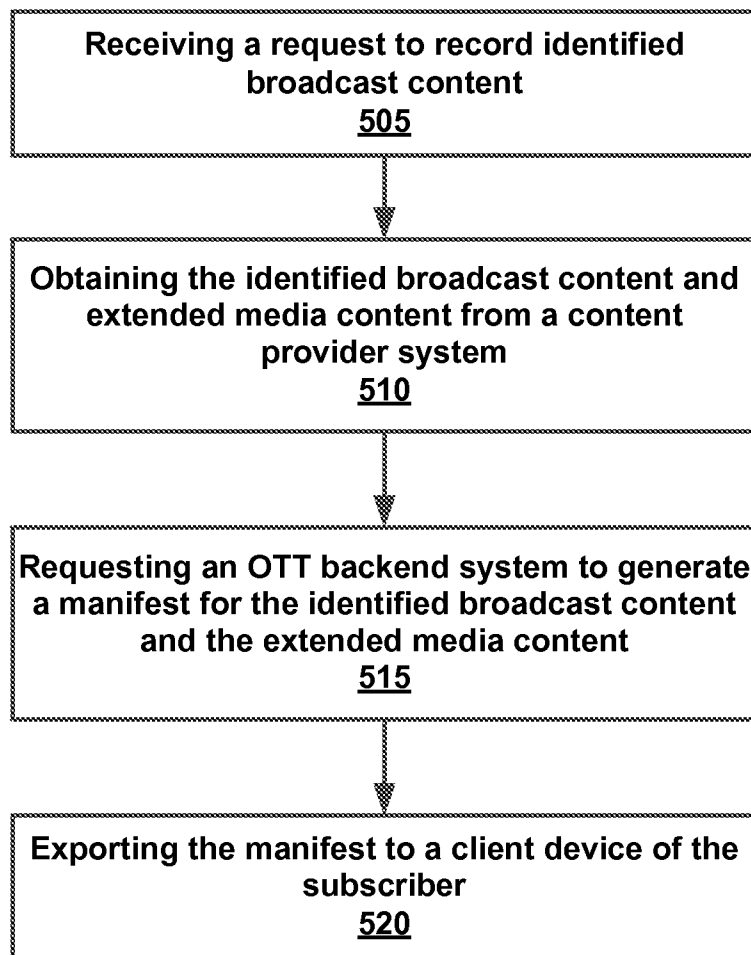 Receiving a request to record identified
broadcast content
505
Obtaining the identified broadcast content and
extended media content from a content
provider system
510
Requesting an OTT backend system to generate
a manifest for the identified broadcast content
and the extended media content
515
Exporting the manifest to a client device of the
subscriber
520